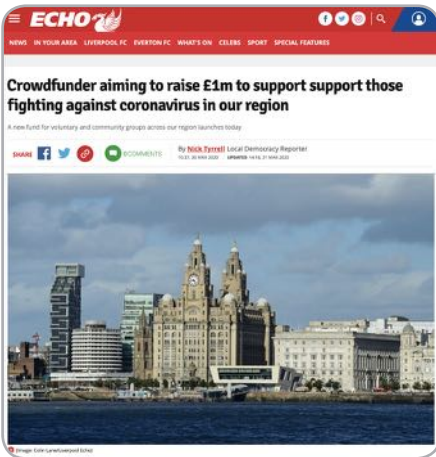 ECHO
NEWS IN YOUR AREA LIVERPOOL FC EVERTON FC WHAT'S ON CELEBS SPORT SPECIAL FEATURES
Crowdfunder aiming to raise £1m to support support those
fighting against coronavirus in our region
A new fund for voluntary and community groups across our region launches today
SHARE COMMENTS By Nick Tyrrell Local Democracy Reporter
UPDATED
(Image: Colm Lane/Liverpool Echo)